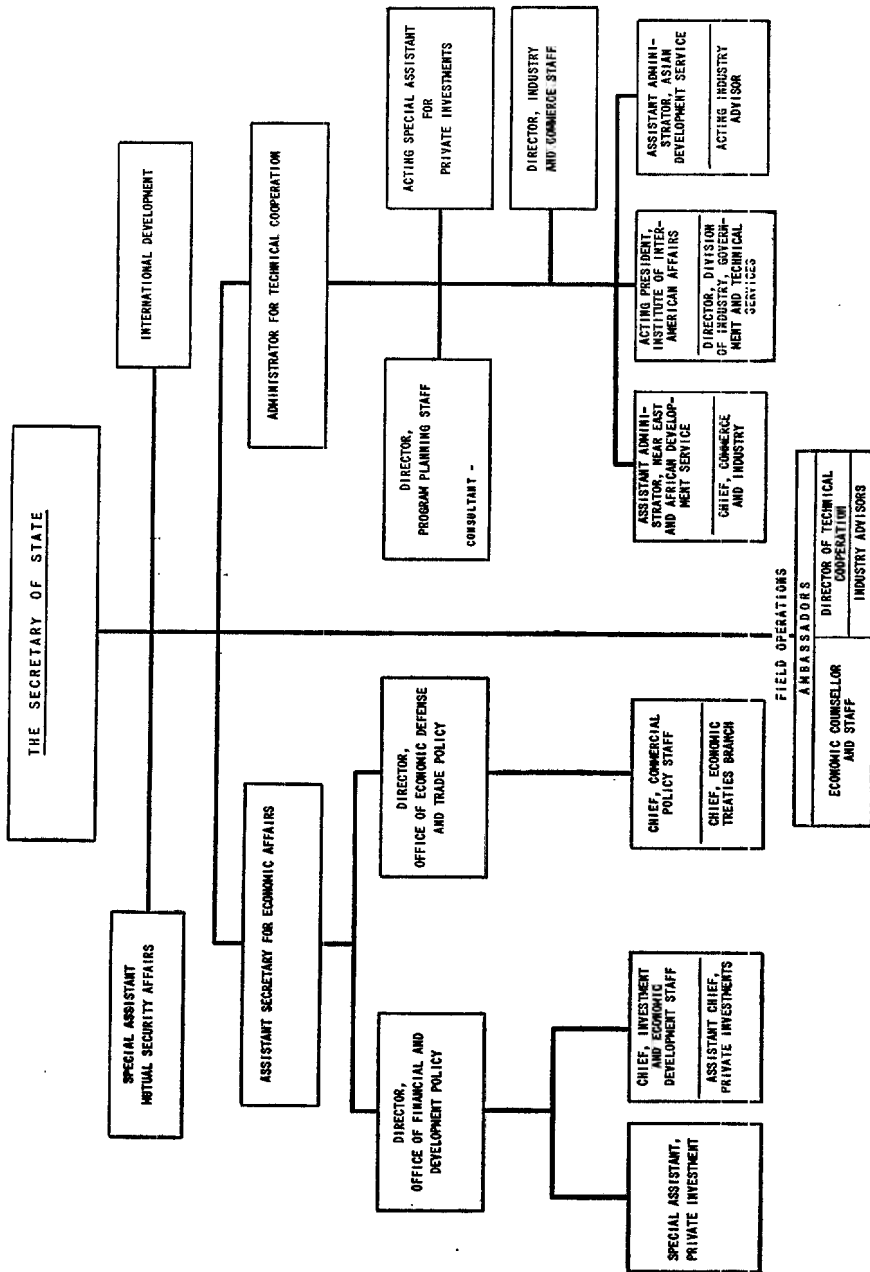 THE SECRETARY OF STATE
SPECIAL ASSISTANT
MUTUAL SECURITY AFFAIRS
INTERNATIONAL DEVELOPMENT
ASSISTANT SECRETARY FOR ECONOMIC AFFAIRS
ADMINISTRATOR FOR TECHNICAL COOPERATION
DIRECTOR,
OFFICE OF FINANCIAL AND
DEVELOPMENT POLICY
DIRECTOR,
OFFICE OF ECONOMIC DEFENSE
AND TRADE POLICY
DIRECTOR,
PROGRAM PLANNING STAFF
CONSULTANT -
ACTING SPECIAL ASSISTANT
FOR
PRIVATE INVESTMENTS
DIRECTOR, INDUSTRY
AND COMMERCE STAFF
SPECIAL ASSISTANT,
PRIVATE INVESTMENT
CHIEF, INVESTMENT
AND ECONOMIC
DEVELOPMENT STAFF
ASSISTANT CHIEF,
PRIVATE INVESTMENTS
CHIEF, COMMERCIAL
POLICY STAFF
CHIEF, ECONOMIC
TREATIES BRANCH
ASSISTANT ADMINI-
STRATOR, NEAR EAST
AND AFRICAN DEVELOP-
MENT SERVICE
CHIEF, COMMERCE
AND INDUSTRY
ACTING PRESIDENT,
INSTITUTE OF INTER-
AMERICAN AFFAIRS
DIRECTOR, DIVISION
OF INDUSTRY, GOVERN-
MENT AND TECHNICAL
SERVICES
ASSISTANT ADMINI-
STRATOR, ASIAN
DEVELOPMENT SERVICE
ACTING INDUSTRY
ADVISOR
FIELD OPERATIONS
AMBASSADORS
ECONOMIC COUNSELLOR
AND STAFF
DIRECTOR OF TECHNICAL
COOPERATION
INDUSTRY ADVISORS